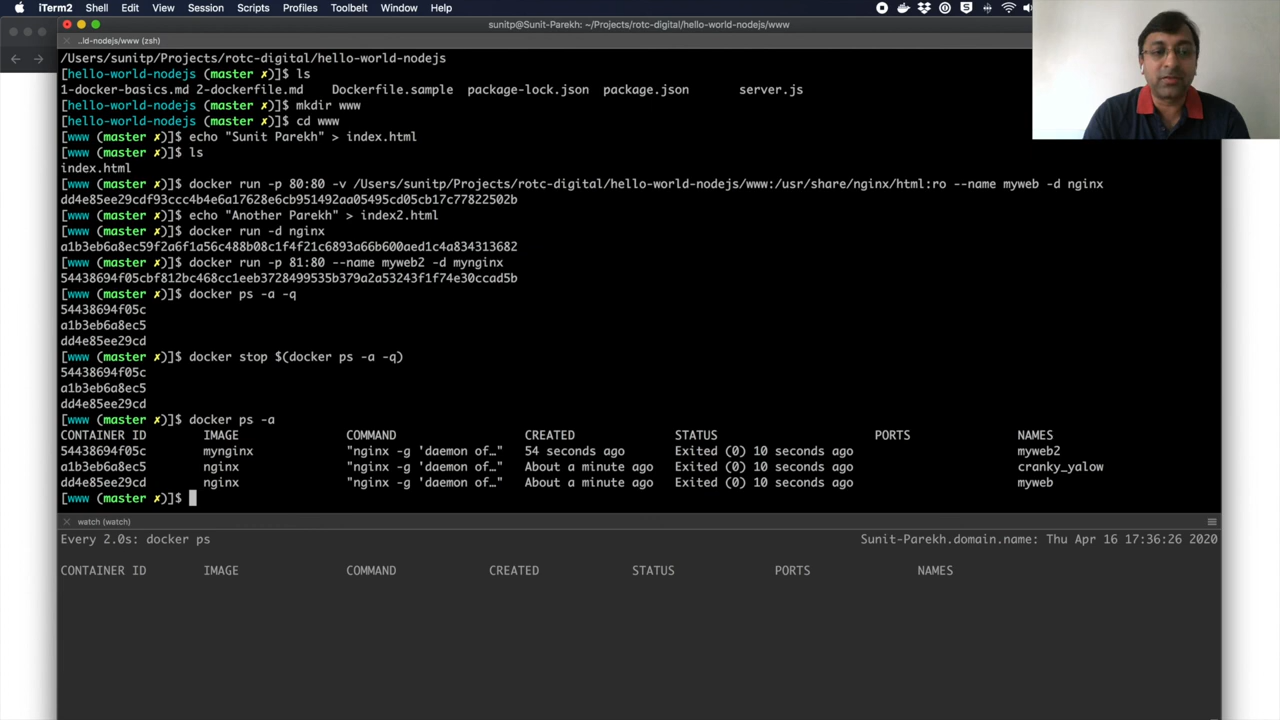 iTerm2 Shell Edit View Session Scripts Profiles Toolbelt Window Help
sunitp@Sunit-Parekh: ~/Projects/rotc-digital/hello-world-nodejs/www
..ld-nodejs/www (zsh)
/Users/sunitp/Projects/rotc-digital/hello-world-nodejs
[hello-world-nodejs (master ✗)]$ ls
1-docker-basics.md 2-dockerfile.md Dockerfile.sample package-lock.json package.json server.js
[hello-world-nodejs (master ✗)]$ mkdir www
[hello-world-nodejs (master ✗)]$ cd www
[www (master ✗)]$ echo "Sunit Parekh" > index.html
[www (master ✗)]$ ls
index.html
[www (master ✗)]$ docker run -p 80:80 -v /Users/sunitp/Projects/rotc-digital/hello-world-nodejs/www:/usr/share/nginx/html:ro --name myweb -d nginx
dd4e85ee29cdf93ccc4b4e6a17628e6cb951492aa05495cd05cb17c77822502b
[www (master ✗)]$ echo "Another Parekh" > index2.html
[www (master ✗)]$ docker run -d nginx
a1b3eb6a8ec59f2a6f1a56c488b08c1f4f21c6893a66b600aed1c4a834313682
[www (master ✗)]$ docker run -p 81:80 --name myweb2 -d mynginx
54438694f05cbf812bc468cc1eeb3728499535b379a2a53243f1f74e30ccad5b
[www (master ✗)]$ docker ps -a -q
54438694f05c
a1b3eb6a8ec5
dd4e85ee29cd
[www (master ✗)]$ docker stop $(docker ps -a -q)
54438694f05c
a1b3eb6a8ec5
dd4e85ee29cd
[www (master ✗)]$ docker ps -a
CONTAINER ID IMAGE COMMAND CREATED STATUS PORTS NAMES
54438694f05c mynginx "nginx -g 'daemon of…" 54 seconds ago Exited (0) 10 seconds ago myweb2
a1b3eb6a8ec5 nginx "nginx -g 'daemon of…" About a minute ago Exited (0) 10 seconds ago cranky_yalow
dd4e85ee29cd nginx "nginx -g 'daemon of…" About a minute ago Exited (0) 10 seconds ago myweb
[www (master ✗)]$
watch (watch)
Every 2.0s: docker ps Sunit-Parekh.domain.name: Thu Apr 16 17:36:26 2020
CONTAINER ID IMAGE COMMAND CREATED STATUS PORTS NAMES